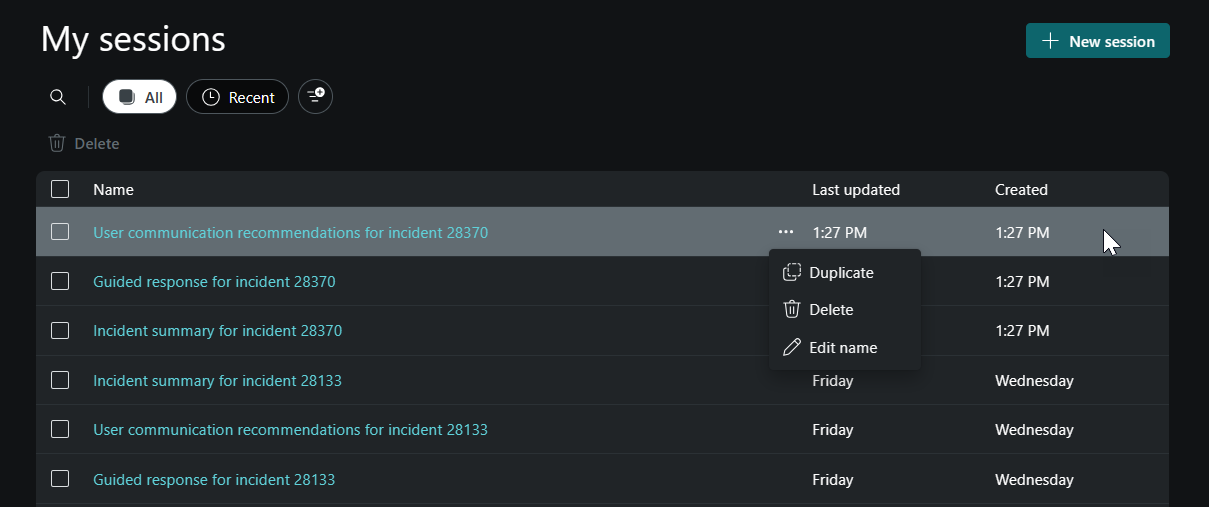 My sessions
New session
All
Recent
Delete
Name Last updated Created
User communication recommendations for incident 28370 ... 1:27 PM 1:27 PM
Guided response for incident 28370 1:27 PM
Incident summary for incident 28370 1:27 PM
Duplicate
Delete
Edit name
Incident summary for incident 28133 Friday Wednesday
User communication recommendations for incident 28133 Friday Wednesday
Guided response for incident 28133 Friday Wednesday